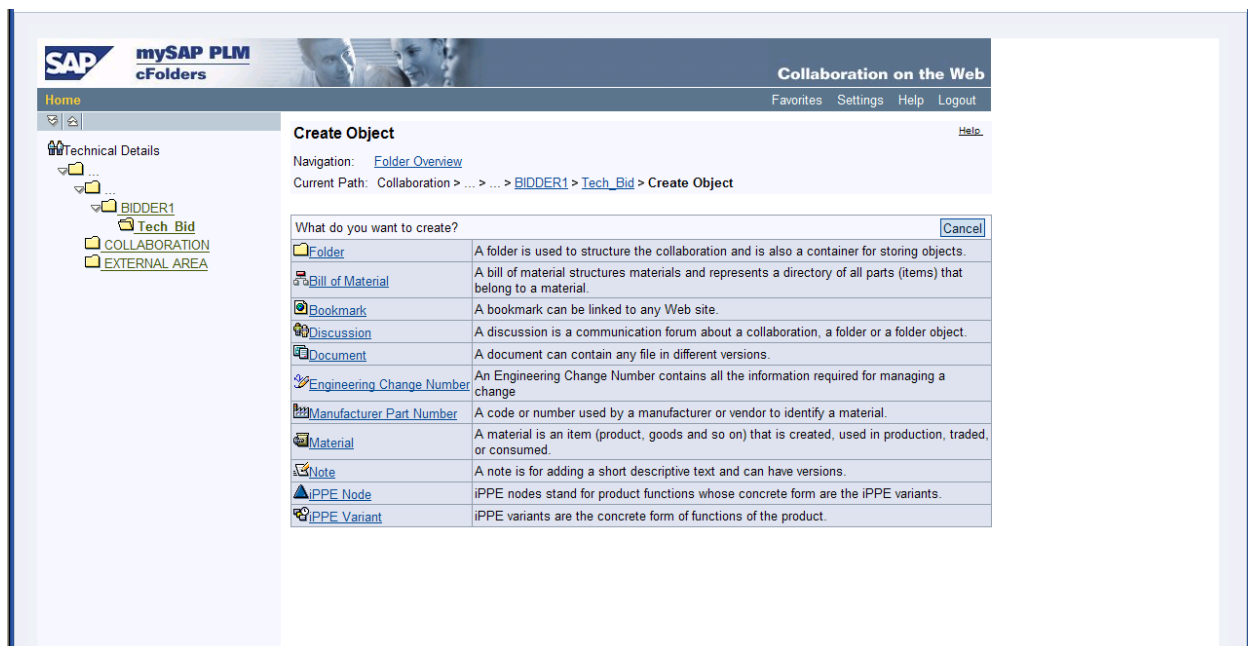 SAP
mySAP PLM
cFolders
Collaboration on the Web
Home
Favorites Settings Help Logout
Technical Details
...
...
BIDDER1
Tech_Bid
COLLABORATION
EXTERNAL AREA
Create Object
Help
Navigation: Folder Overview
Current Path: Collaboration > ... > ... > BIDDER1 > Tech_Bid > Create Object
What do you want to create? Cancel
Folder A folder is used to structure the collaboration and is also a container for storing objects.
Bill of Material A bill of material structures materials and represents a directory of all parts (items) that
belong to a material.
Bookmark A bookmark can be linked to any Web site.
Discussion A discussion is a communication forum about a collaboration, a folder or a folder object.
Document A document can contain any file in different versions.
Engineering Change Number An Engineering Change Number contains all the information required for managing a
change
Manufacturer Part Number A code or number used by a manufacturer or vendor to identify a material.
Material A material is an item (product, goods and so on) that is created, used in production, traded,
or consumed.
Note A note is for adding a short descriptive text and can have versions.
iPPE Node iPPE nodes stand for product functions whose concrete form are the iPPE variants.
iPPE Variant iPPE variants are the concrete form of functions of the product.